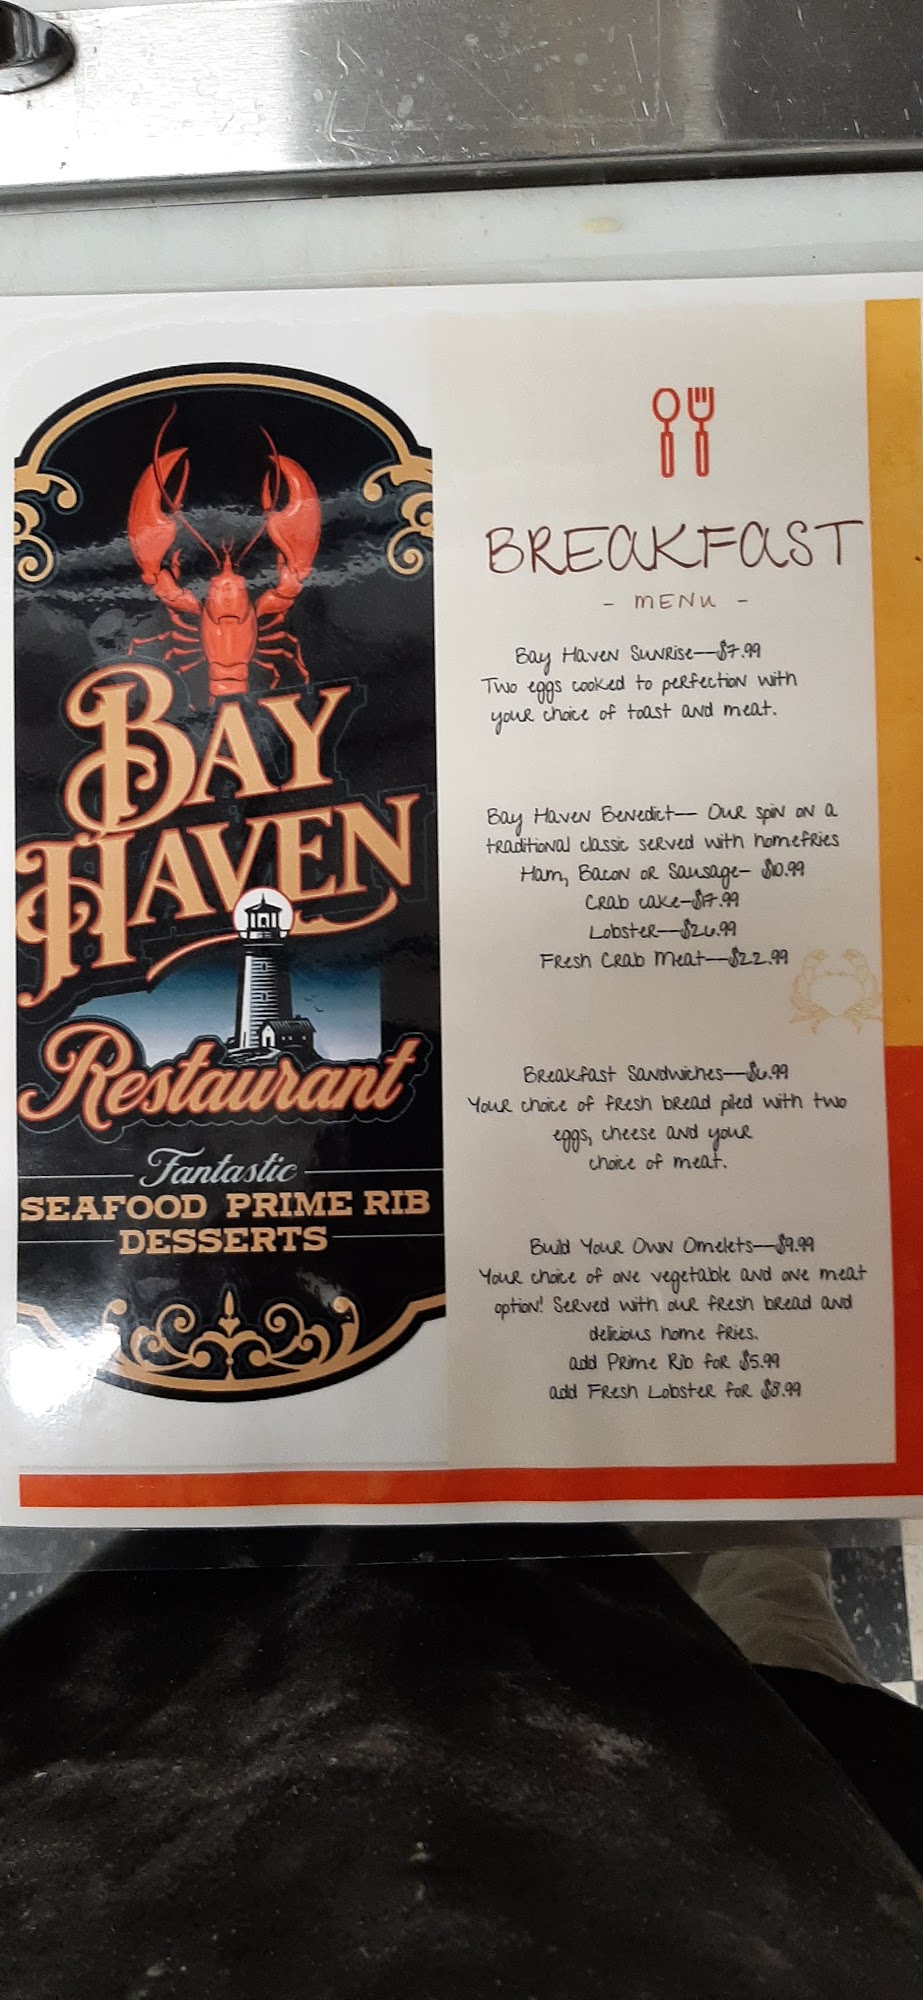 BAY
HAVEN
Restaurant
Fantastic
SEAFOOD PRIME RIB
DESSERTS
BREAKFAST
- MENU -
Bay Haven Sunrise—$7.99
Two eggs cooked to perfection with
your choice of toast and meat.
Bay Haven Benedict— Our spin on a
traditional classic served with homefries
Ham, Bacon or Sausage- $10.99
Crab cake-$17.99
Lobster—$26.99
Fresh Crab Meat—$22.99
Breakfast Sandwiches—$6.99
Your choice of fresh bread piled with two
eggs, cheese and your
choice of meat.
Build Your Own Omelets—$9.99
Your choice of one vegetable and one meat
option! Served with our fresh bread and
delicious home fries.
add Prime Rib for $5.99
add Fresh Lobster for $8.99